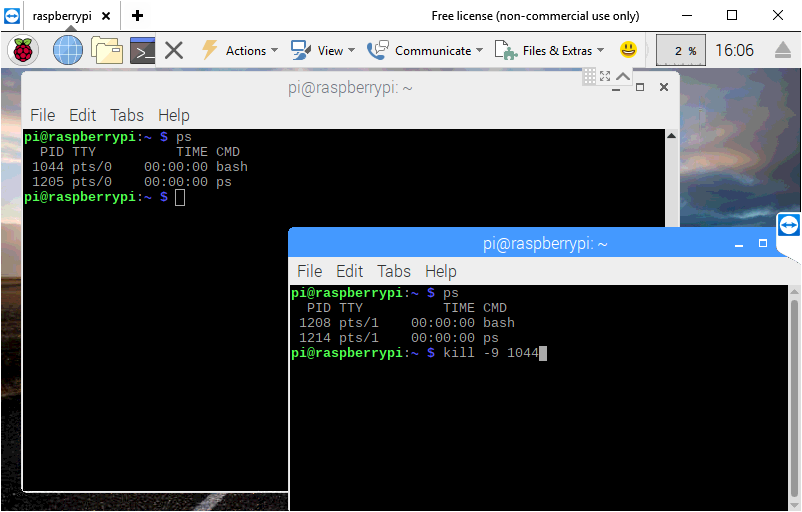 raspberrypi
Free license (non-commercial use only)
Actions
View
Communicate
Files & Extras
2 %
16:06
pi@raspberrypi: ~
File Edit Tabs Help
pi@raspberrypi:~ $ ps
PID TTY TIME CMD
1044 pts/0 00:00:00 bash
1205 pts/0 00:00:00 ps
pi@raspberrypi:~ $
pi@raspberrypi: ~
File Edit Tabs Help
pi@raspberrypi:~ $ ps
PID TTY TIME CMD
1208 pts/1 00:00:00 bash
1214 pts/1 00:00:00 ps
pi@raspberrypi:~ $ kill -9 1044